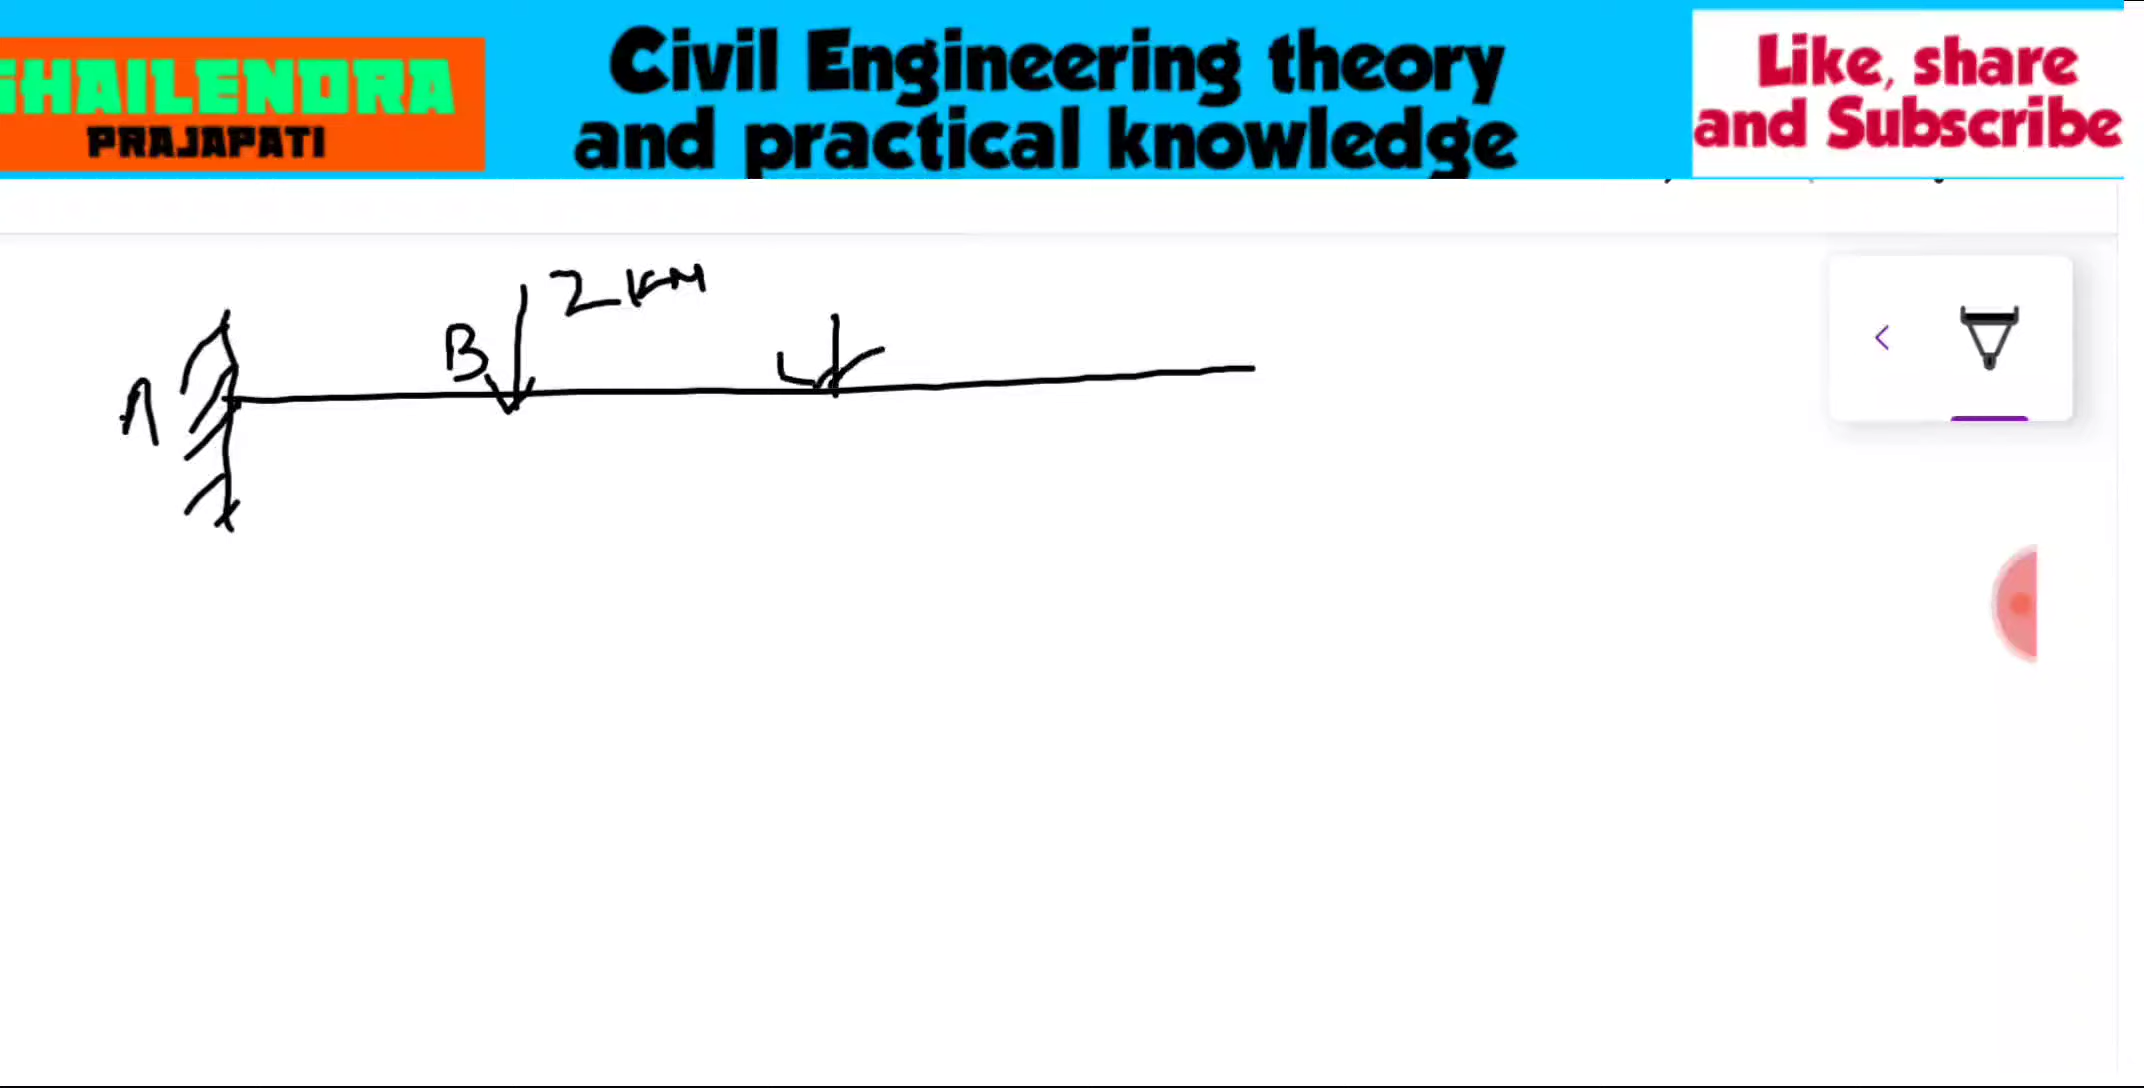 SHAILENDRA
PRAJAPATI
Civil Engineering theory
and practical knowledge
Like, share
and Subscribe
2 KN
B
A